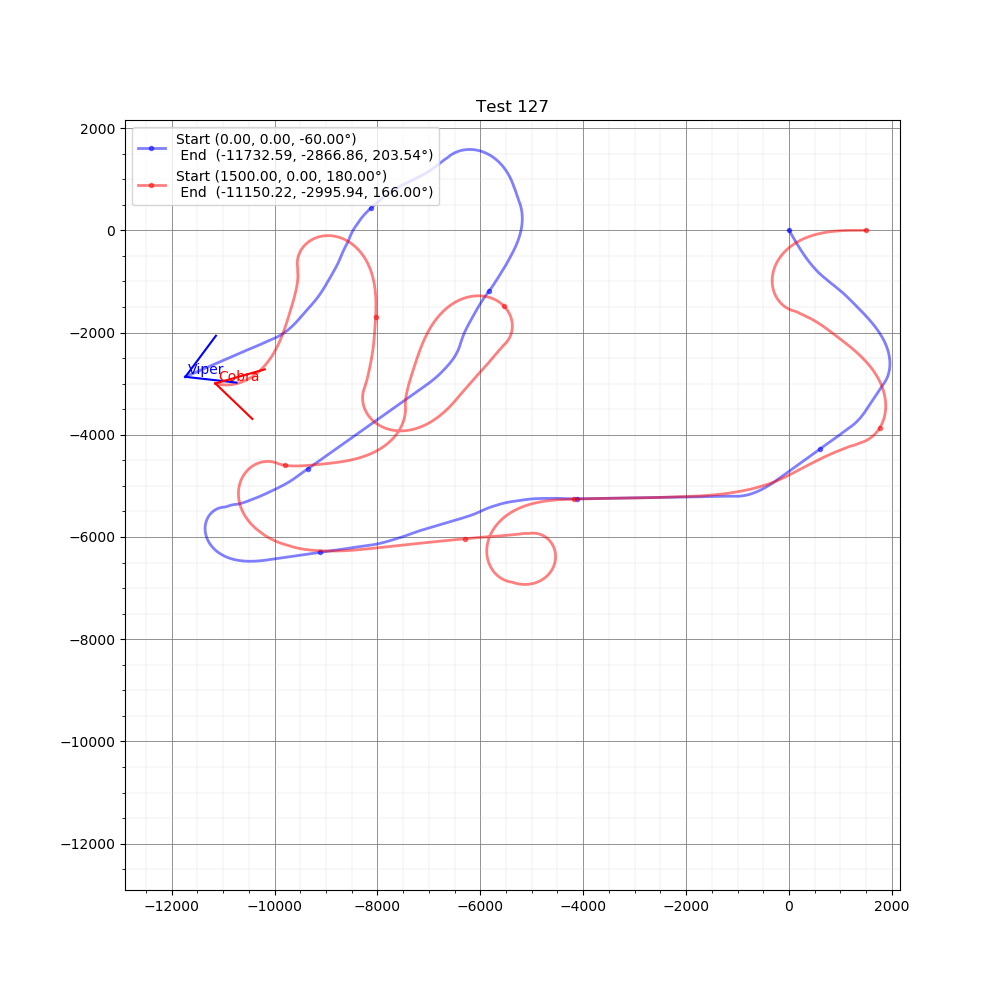 Test 127
Start (0.00, 0.00, -60.00°)
End (-11732.59, -2866.86, 203.54°)
Start (1500.00, 0.00, 180.00°)
End (-11150.22, -2995.94, 166.00°)
2000
0
−2000
−4000
−6000
−8000
−10000
−12000
Viper
Cobra
−12000 −10000 −8000 −6000 −4000 −2000 0 2000